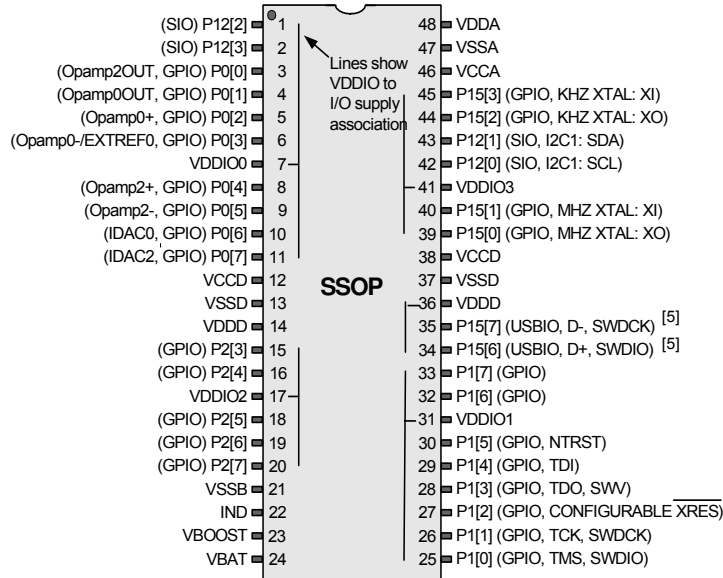 (SIO) P12[2] 1
(SIO) P12[3] 2
(Opamp2OUT, GPIO) P0[0] 3
(Opamp0OUT, GPIO) P0[1] 4
(Opamp0+, GPIO) P0[2] 5
(Opamp0-/EXTREF0, GPIO) P0[3] 6
VDDIO0 7
(Opamp2+, GPIO) P0[4] 8
(Opamp2-, GPIO) P0[5] 9
(IDAC0, GPIO) P0[6] 10
(IDAC2, GPIO) P0[7] 11
VCCD 12
VSSD 13
VDDD 14
(GPIO) P2[3] 15
(GPIO) P2[4] 16
VDDIO2 17
(GPIO) P2[5] 18
(GPIO) P2[6] 19
(GPIO) P2[7] 20
VSSB 21
IND 22
VBOOST 23
VBAT 24
Lines show
VDDIO to
I/O supply
association
SSOP
48 VDDA
47 VSSA
46 VCCA
45 P15[3] (GPIO, KHZ XTAL: XI)
44 P15[2] (GPIO, KHZ XTAL: XO)
43 P12[1] (SIO, I2C1: SDA)
42 P12[0] (SIO, I2C1: SCL)
41 VDDIO3
40 P15[1] (GPIO, MHZ XTAL: XI)
39 P15[0] (GPIO, MHZ XTAL: XO)
38 VCCD
37 VSSD
36 VDDD
35 P15[7] (USBIO, D-, SWDCK) [5]
34 P15[6] (USBIO, D+, SWDIO) [5]
33 P1[7] (GPIO)
32 P1[6] (GPIO)
31 VDDIO1
30 P1[5] (GPIO, NTRST)
29 P1[4] (GPIO, TDI)
28 P1[3] (GPIO, TDO, SWV)
27 P1[2] (GPIO, CONFIGURABLE XRES)
26 P1[1] (GPIO, TCK, SWDCK)
25 P1[0] (GPIO, TMS, SWDIO)